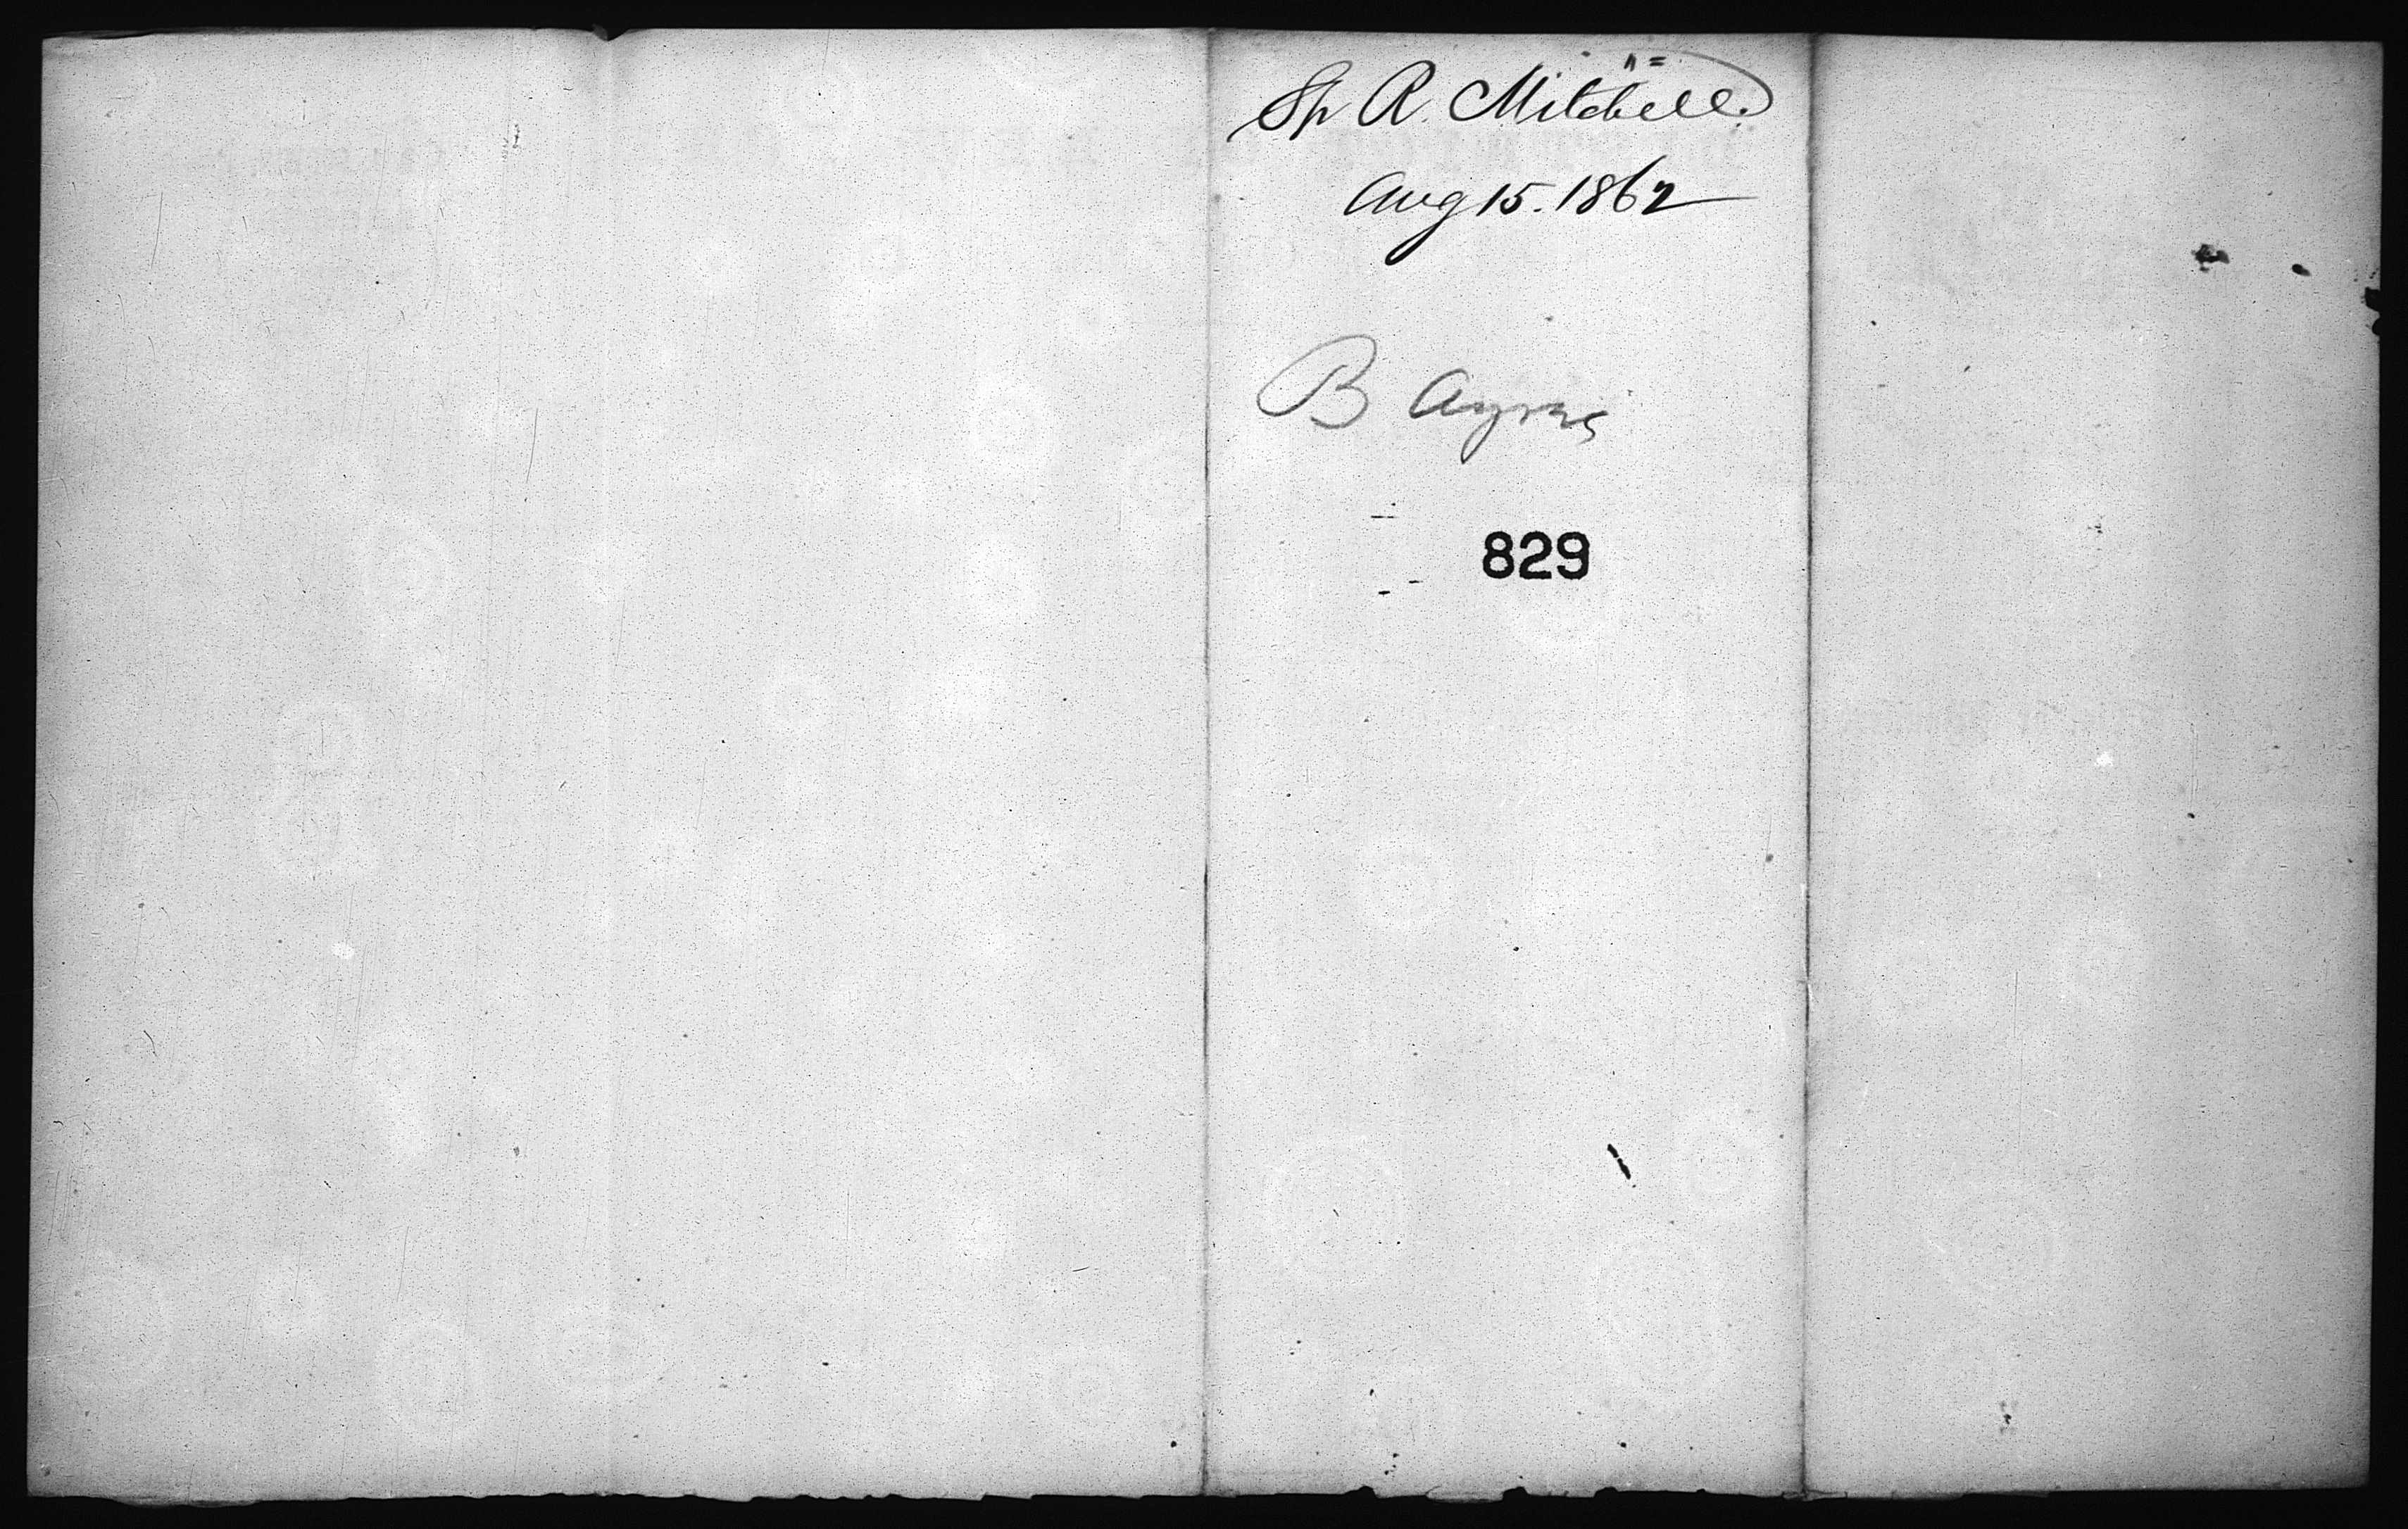 Sp R. Mitchell.
Aug 15. 1862
B Ayres
829